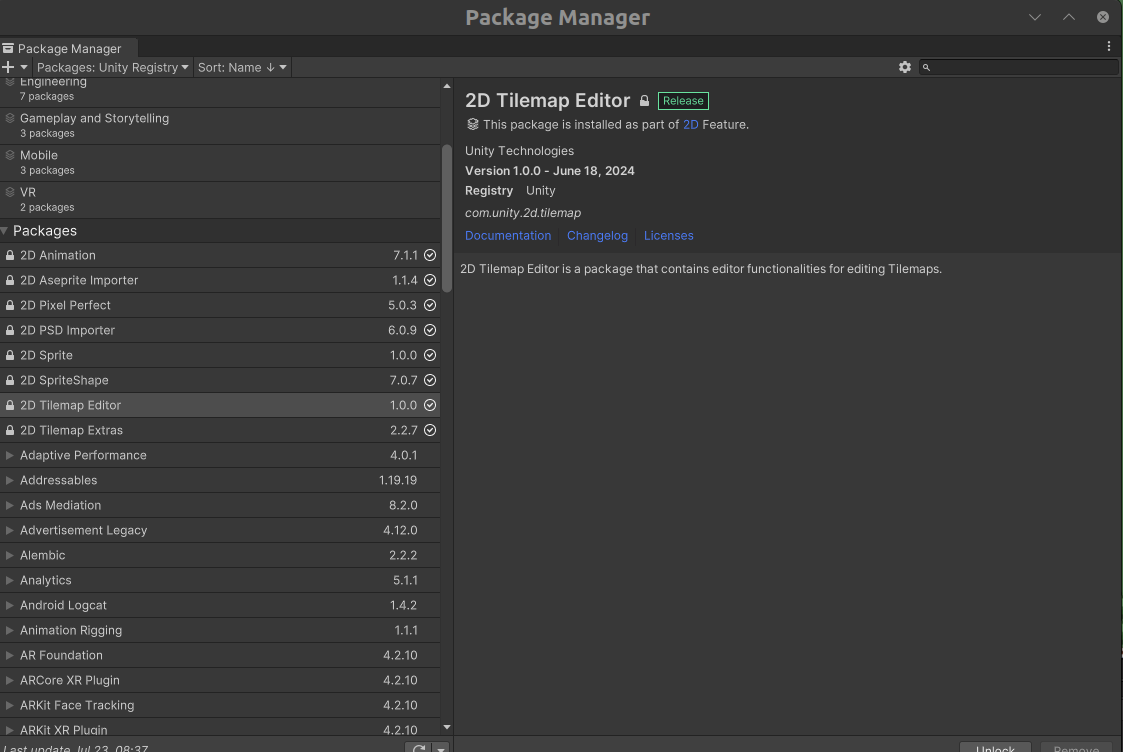 Package Manager
Package Manager
Packages: Unity Registry Sort: Name ↓
Engineering
7 packages
Gameplay and Storytelling
3 packages
Mobile
3 packages
VR
2 packages
Packages
2D Animation 7.1.1
2D Aseprite Importer 1.1.4
2D Pixel Perfect 5.0.3
2D PSD Importer 6.0.9
2D Sprite 1.0.0
2D SpriteShape 7.0.7
2D Tilemap Editor 1.0.0
2D Tilemap Extras 2.2.7
Adaptive Performance 4.0.1
Addressables 1.19.19
Ads Mediation 8.2.0
Advertisement Legacy 4.12.0
Alembic 2.2.2
Analytics 5.1.1
Android Logcat 1.4.2
Animation Rigging 1.1.1
AR Foundation 4.2.10
ARCore XR Plugin 4.2.10
ARKit Face Tracking 4.2.10
ARKit XR Plugin 4.2.10
Last update Jul 23, 08:37
2D Tilemap Editor Release
This package is installed as part of 2D Feature.
Unity Technologies
Version 1.0.0 - June 18, 2024
Registry Unity
com.unity.2d.tilemap
Documentation Changelog Licenses
2D Tilemap Editor is a package that contains editor functionalities for editing Tilemaps.
Unlock Remove